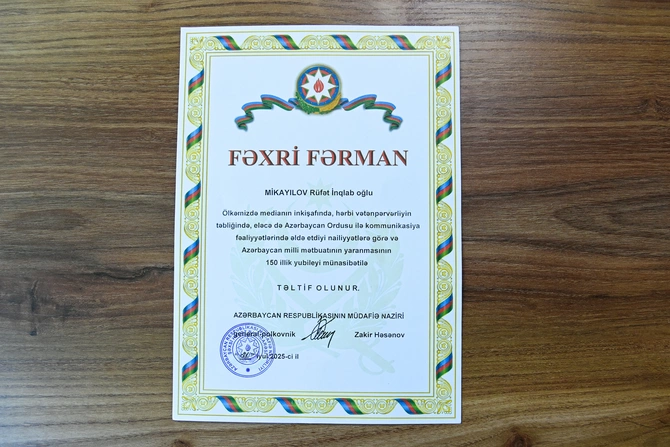 FƏXRİ FƏRMAN
MİKAYILOV Rüfət İnqlab oğlu
Ölkəmizdə medianın inkişafında, hərbi vətənpərvərliyin
təbliğində, eləcə də Azərbaycan Ordusu ilə kommunikasiya
fəaliyyətlərində əldə etdiyi nailiyyətlərə görə və
Azərbaycan milli mətbuatının yaranmasının
150 illik yubileyi münasibətilə
TƏLTİF OLUNUR.
AZƏRBAYCAN RESPUBLİKASININ MÜDAFİƏ NAZİRİ
general-polkovnik Zakir Həsənov
iyul 2025-ci il